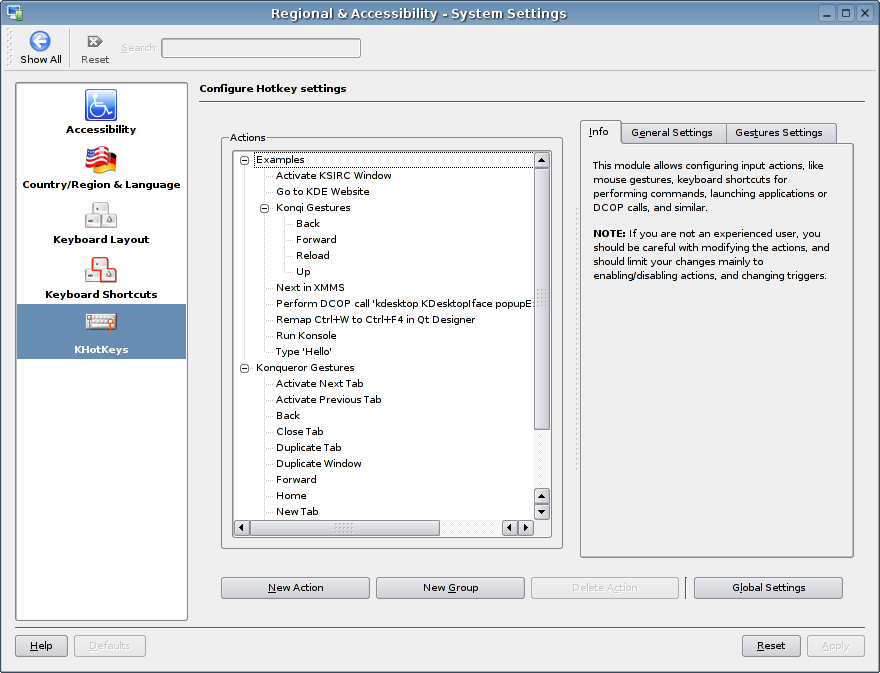 Regional & Accessibility - System Settings
Show All
Reset
Search:
Accessibility
Country/Region & Language
Keyboard Layout
Keyboard Shortcuts
KHotKeys
Configure Hotkey settings
Actions
Examples
Activate KSIRC Window
Go to KDE Website
Konqi Gestures
Back
Forward
Reload
Up
Next in XMMS
Perform DCOP call 'kdesktop KDesktopIface popupE
Remap Ctrl+W to Ctrl+F4 in Qt Designer
Run Konsole
Type 'Hello'
Konqueror Gestures
Activate Next Tab
Activate Previous Tab
Back
Close Tab
Duplicate Tab
Duplicate Window
Forward
Home
New Tab
Info
General Settings
Gestures Settings
This module allows configuring input actions, like
mouse gestures, keyboard shortcuts for
performing commands, launching applications or
DCOP calls, and similar.
NOTE: If you are not an experienced user, you
should be careful with modifying the actions, and
should limit your changes mainly to
enabling/disabling actions, and changing triggers.
New Action
New Group
Delete Action
Global Settings
Help
Defaults
Reset
Apply